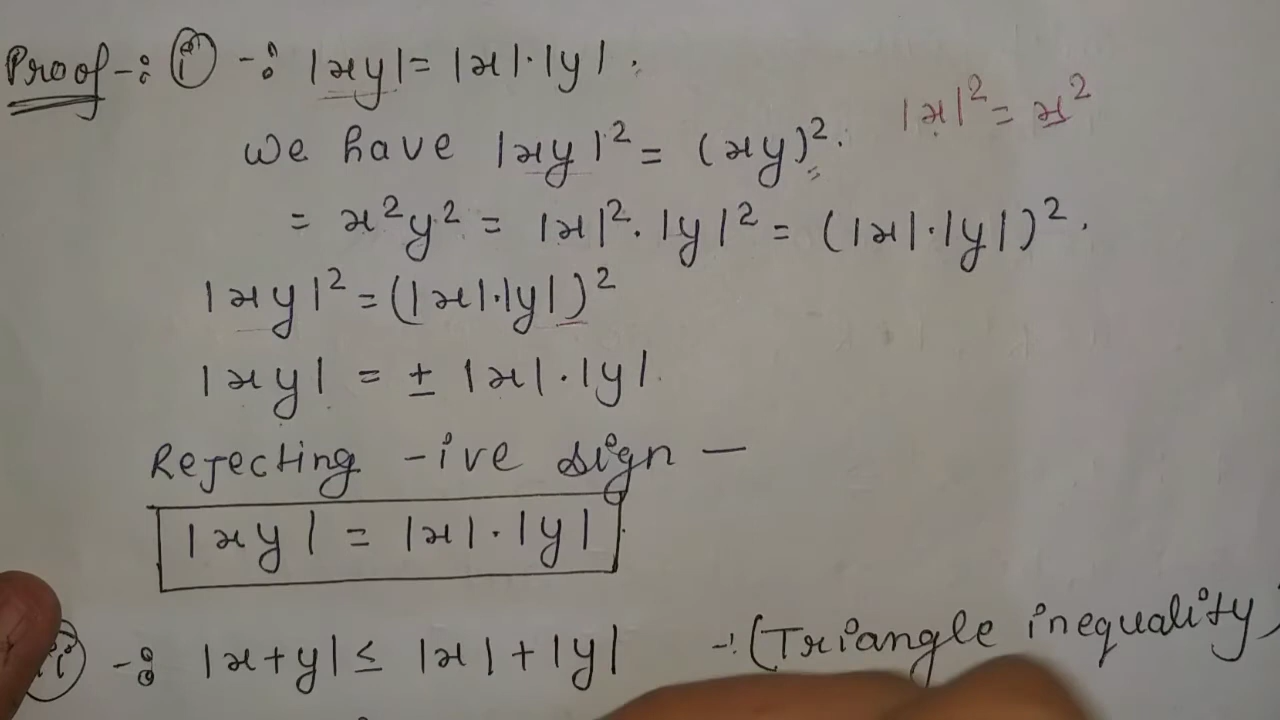 Proof -: (i) -: |xy| = |x|·|y|.
|x|² = x²
we have |xy|² = (xy)².
= x²y² = |x|²·|y|² = (|x|·|y|)².
|xy|² = (|x|·|y|)²
|xy| = ± |x|·|y|.
Rejecting -ive sign —
|xy| = |x|·|y|
(ii) -: |x+y| ≤ |x|+|y| -: (Triangle inequality)